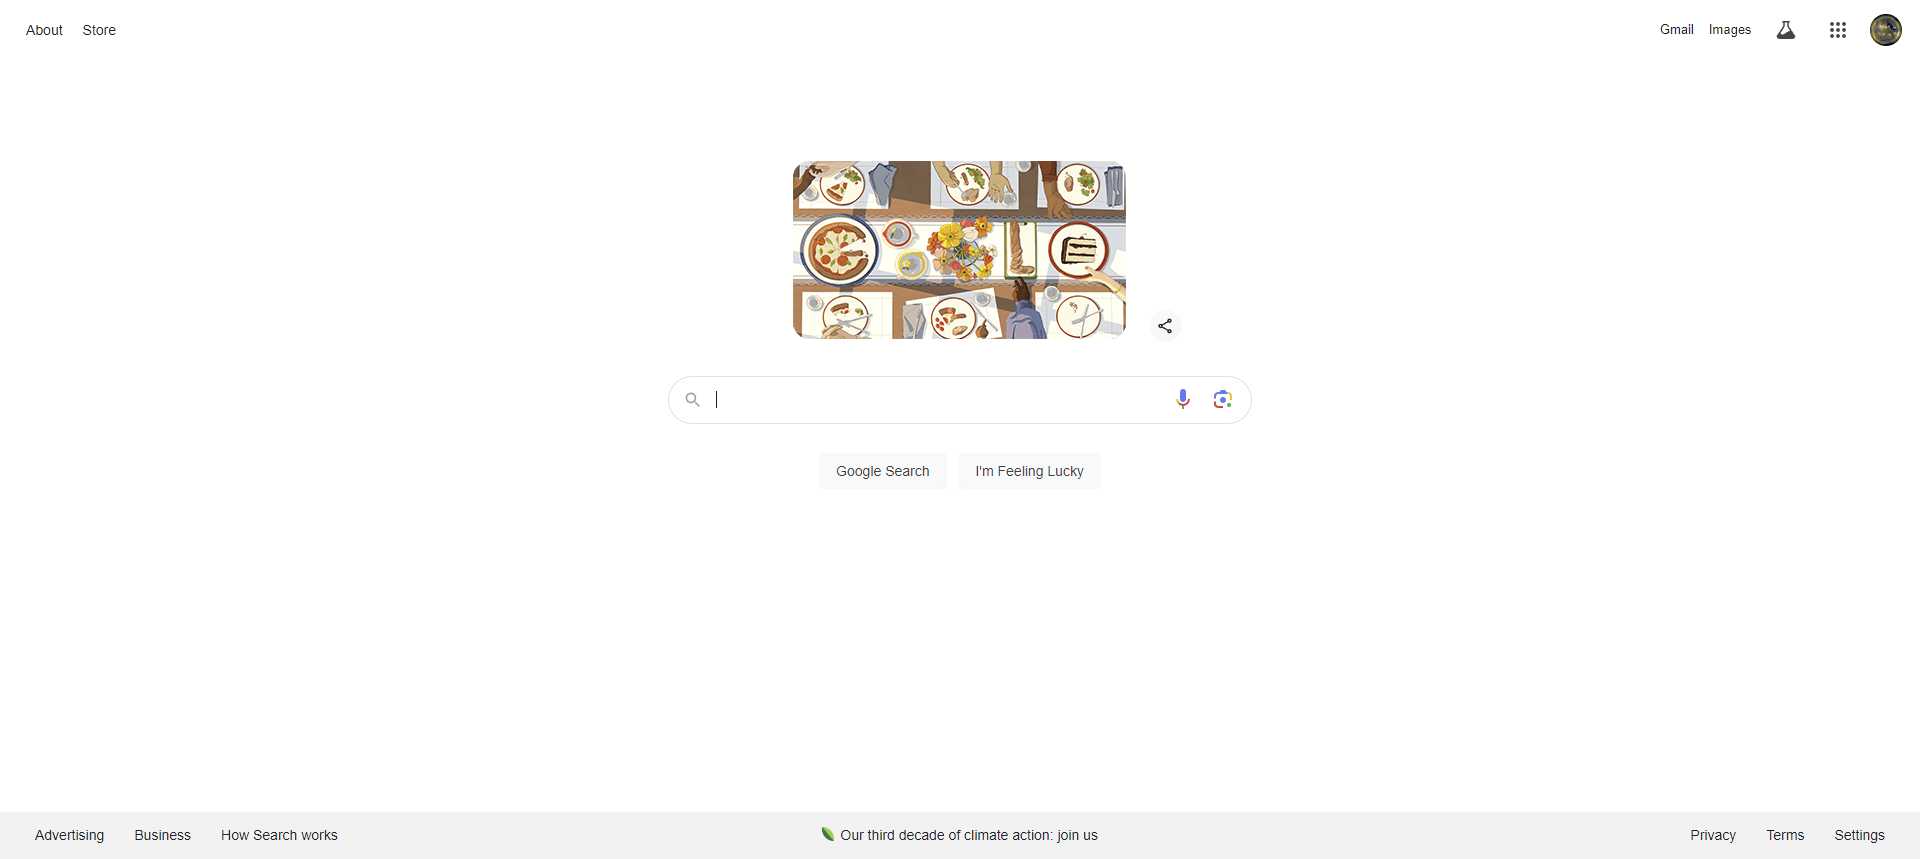 About Store
Gmail Images
Google Search I'm Feeling Lucky
Advertising Business How Search works
Our third decade of climate action: join us
Privacy Terms Settings